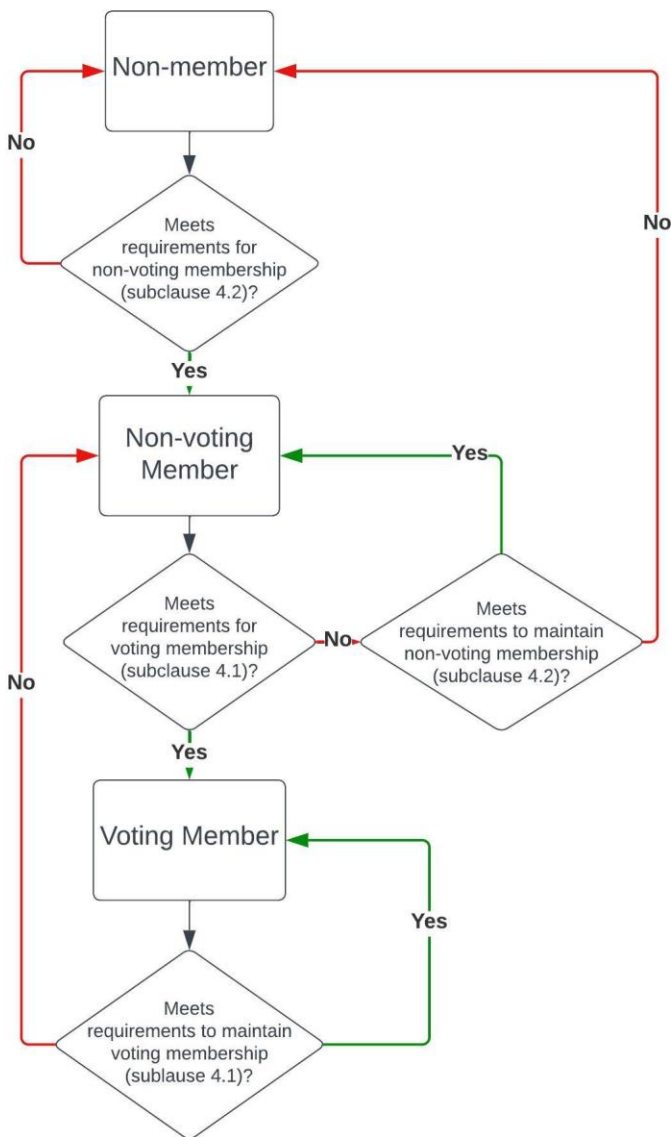 Non-member
No
Meets
requirements for
non-voting membership
(subclause 4.2)?
No
Yes
Non-voting
Member
Yes
Meets
requirements for
voting membership
(subclause 4.1)?
No
Meets
requirements to maintain
non-voting membership
(subclause 4.2)?
No
Yes
Voting Member
Yes
Meets
requirements to maintain
voting membership
(sublause 4.1)?